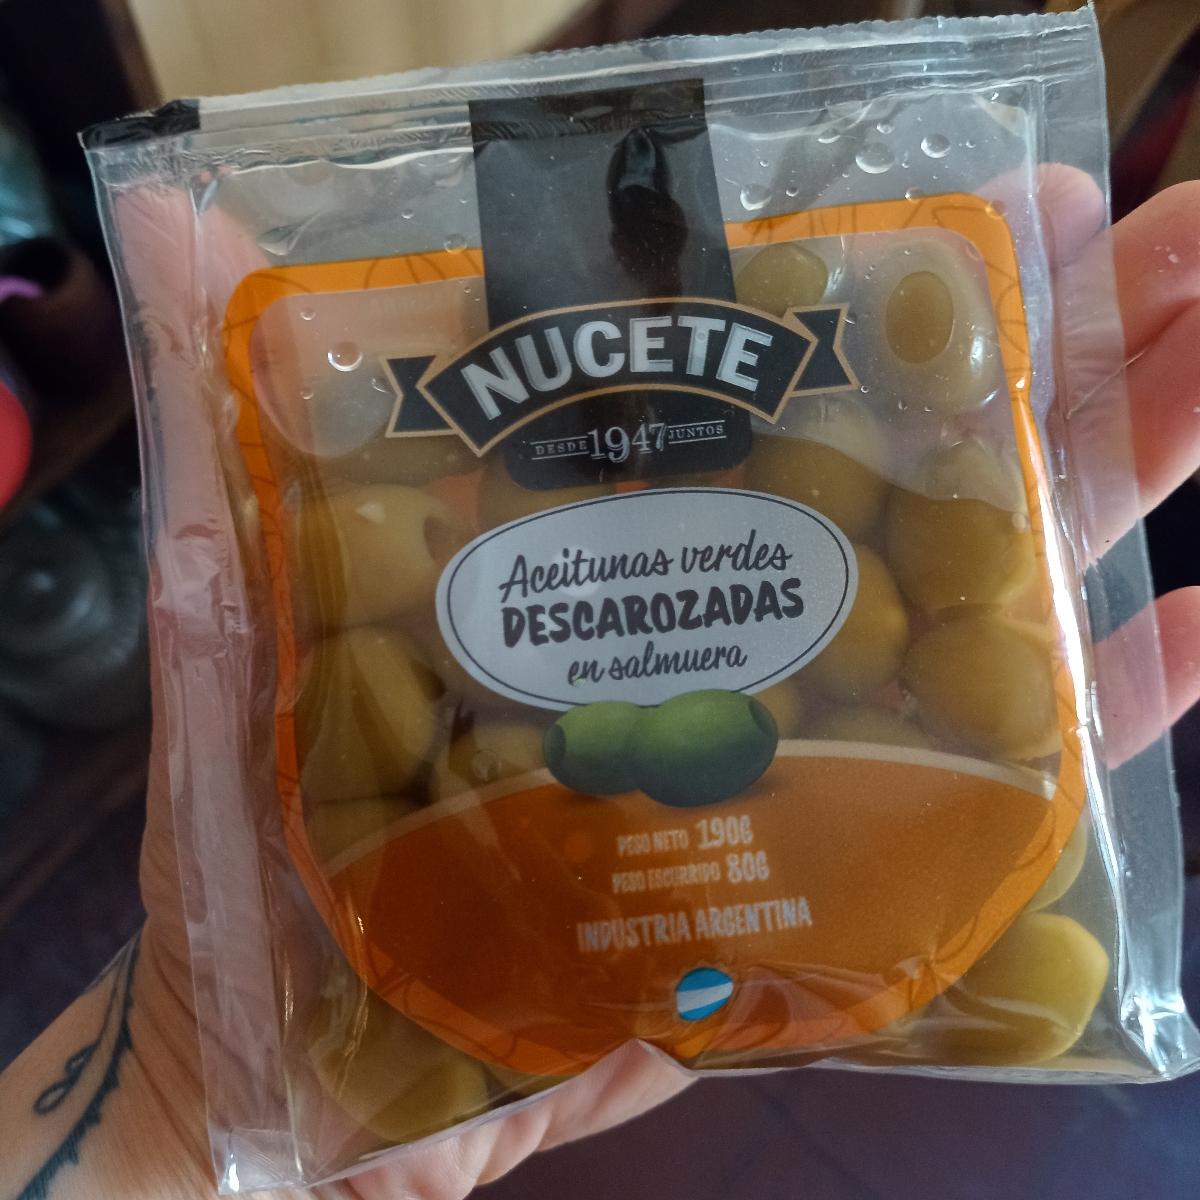 NUCETE
DESDE 1947 JUNTOS
Aceitunas verdes
DESCAROZADAS
en salmuera
PESO NETO 190G
PESO ESCURRIDO 80G
INDUSTRIA ARGENTINA